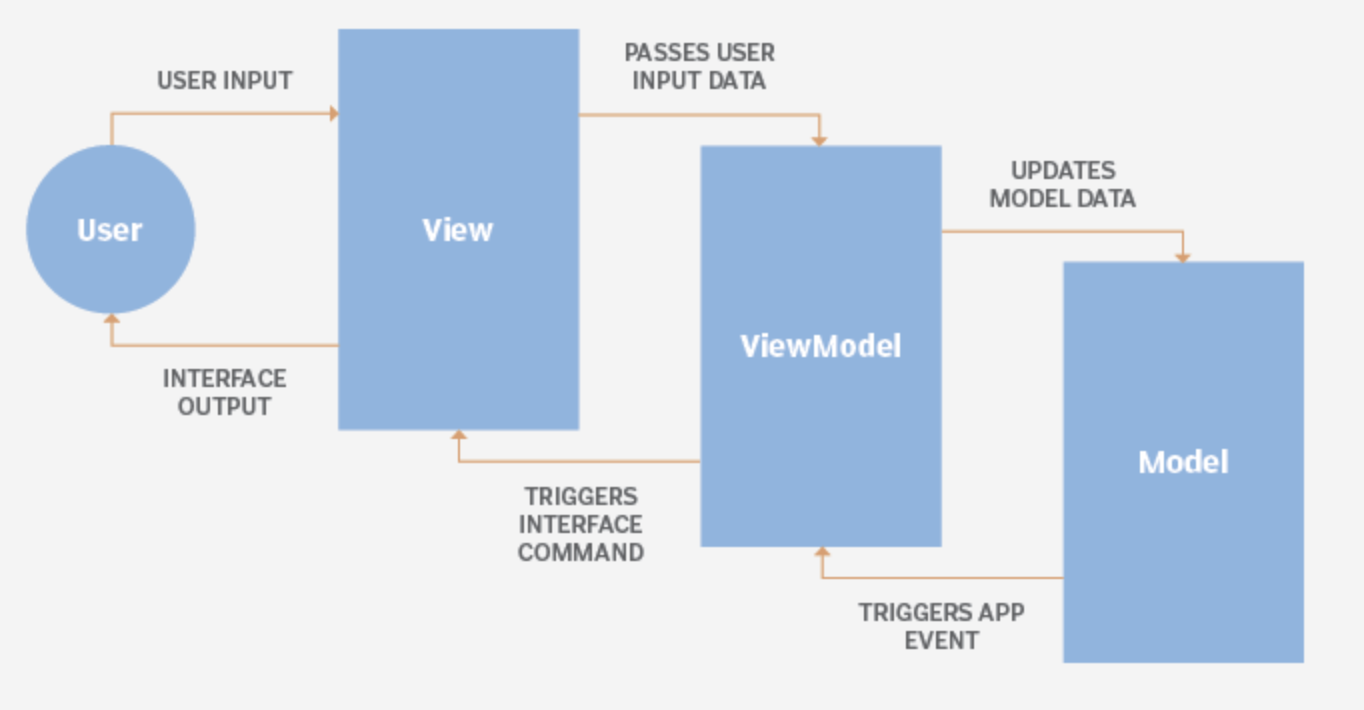 USER INPUT
PASSES USER
INPUT DATA
UPDATES
MODEL DATA
User
View
ViewModel
Model
INTERFACE
OUTPUT
TRIGGERS
INTERFACE
COMMAND
TRIGGERS APP
EVENT